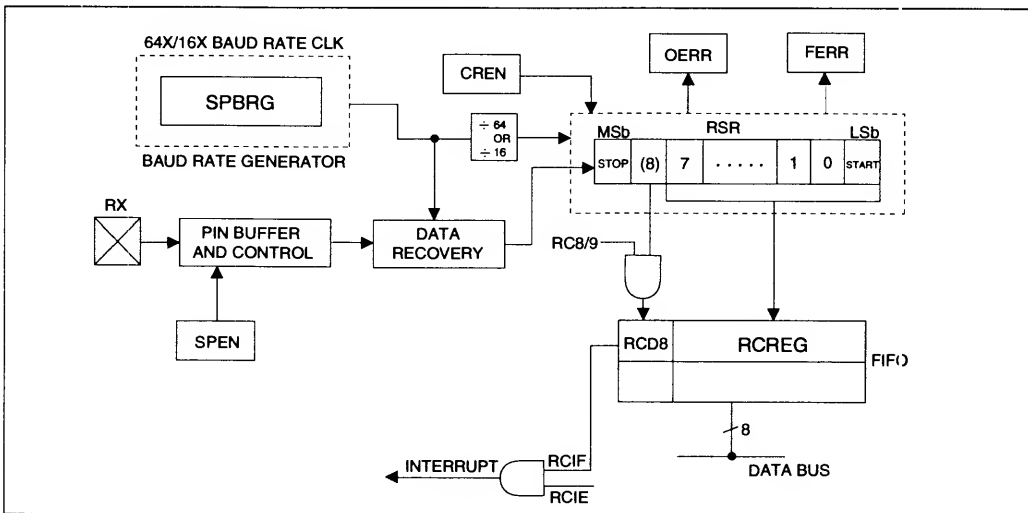 64X/16X BAUD RATE CLK
SPBRG
BAUD RATE GENERATOR
CREN
OERR
FERR
÷ 64
OR
÷ 16
MSb
RSR
LSb
STOP
(8)
7
. . . . .
1
0
START
RX
PIN BUFFER
AND CONTROL
DATA
RECOVERY
SPEN
RC8/9
RCD8
RCREG
FIFO
8
DATA BUS
INTERRUPT
RCIF
RCIE